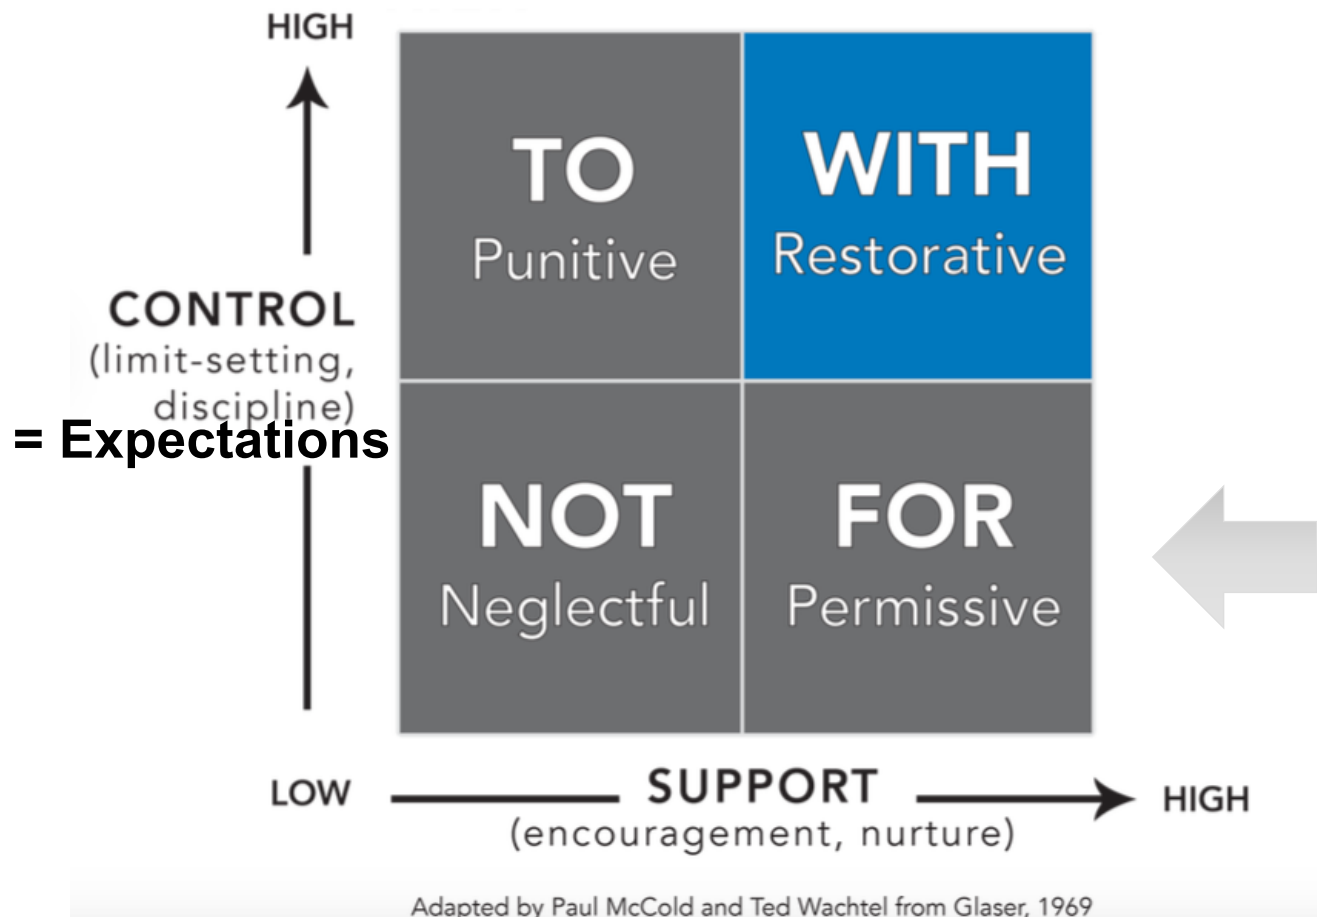 HIGH
TO
Punitive
WITH
Restorative
CONTROL
(limit-setting,
discipline)
= Expectations
NOT
Neglectful
FOR
Permissive
LOW
SUPPORT
HIGH
(encouragement, nurture)
Adapted by Paul McCold and Ted Wachtel from Glaser, 1969